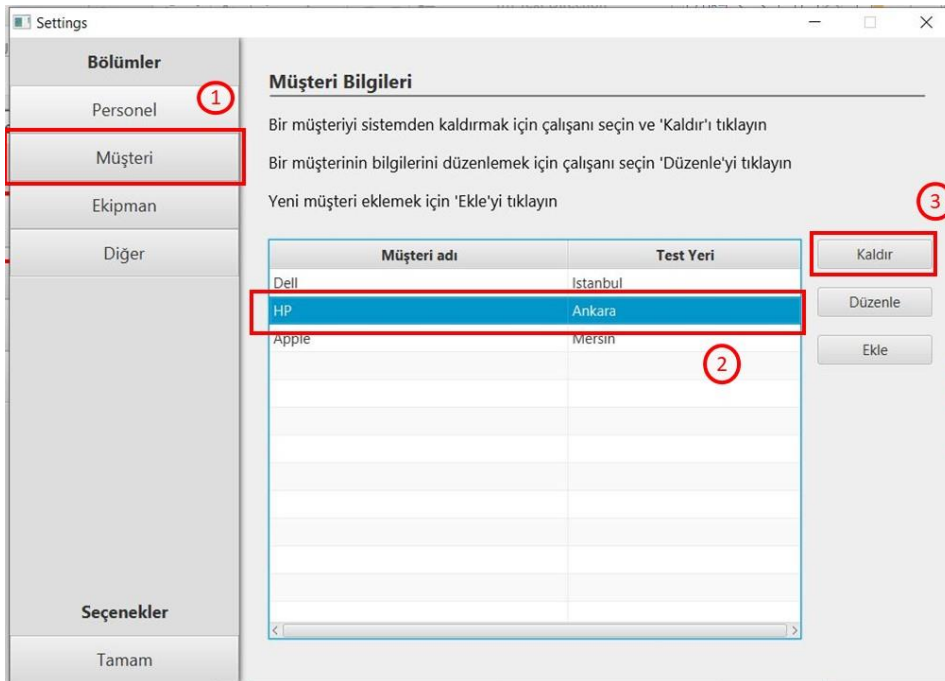 Settings
Bölümler
Personel
1
Müşteri
Ekipman
Diğer
Seçenekler
Tamam
Müşteri Bilgileri
Bir müşteriyi sistemden kaldırmak için çalışanı seçin ve 'Kaldır'ı tıklayın
Bir müşterinin bilgilerini düzenlemek için çalışanı seçin 'Düzenle'yi tıklayın
Yeni müşteri eklemek için 'Ekle'yi tıklayın
3
Müşteri adı Test Yeri
Dell Istanbul
HP Ankara
Apple Mersin
2
Kaldır
Düzenle
Ekle